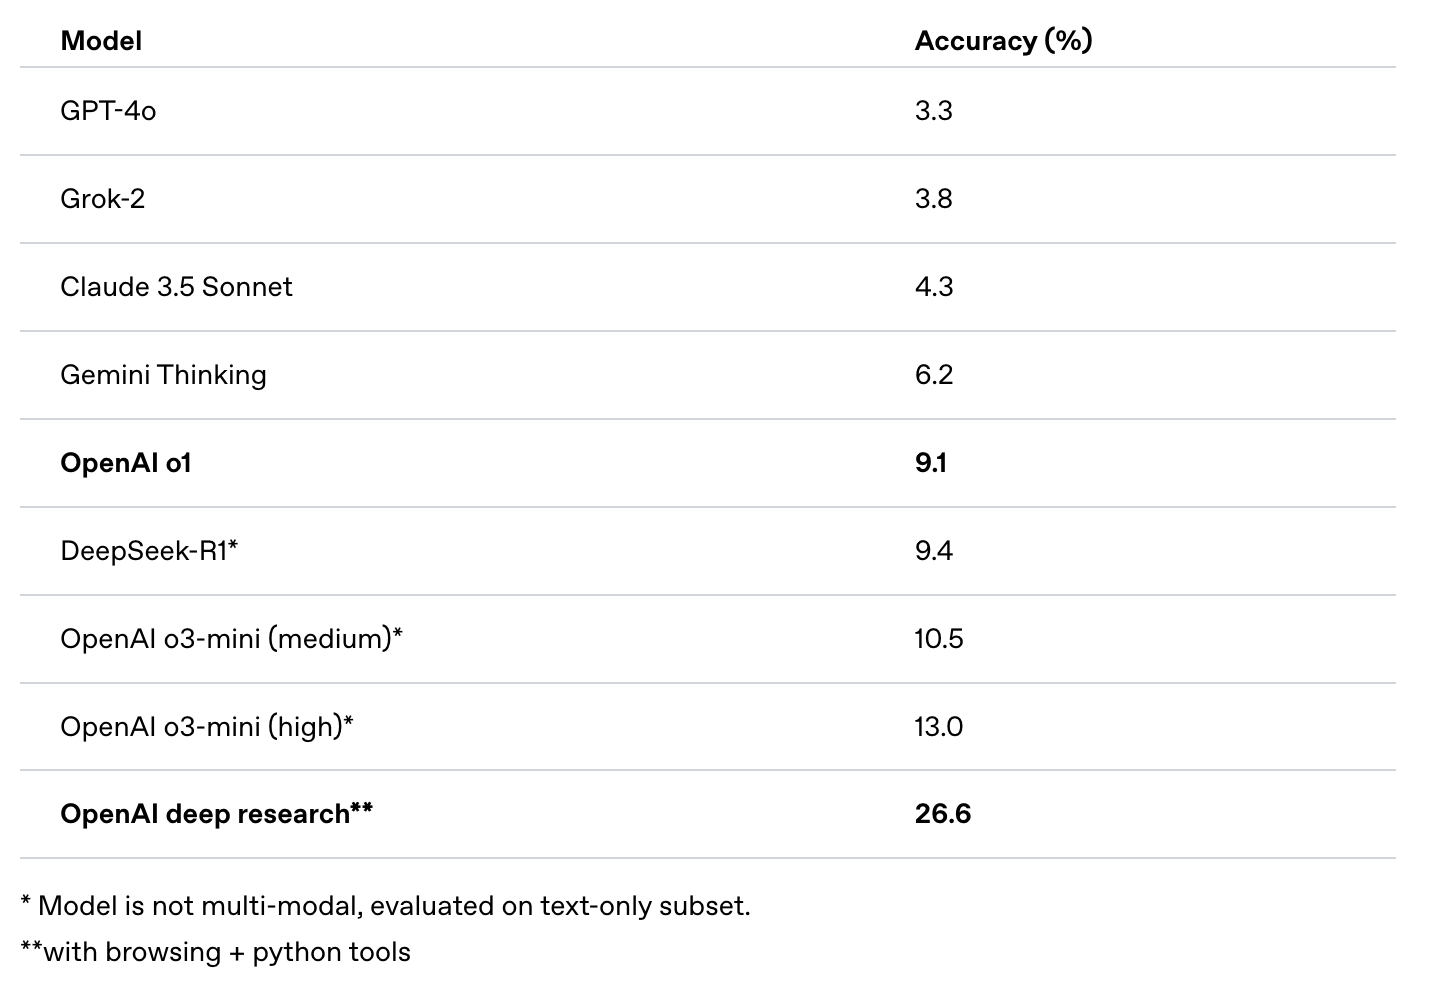 Model Accuracy (%)
GPT-4o 3.3
Grok-2 3.8
Claude 3.5 Sonnet 4.3
Gemini Thinking 6.2
OpenAI o1 9.1
DeepSeek-R1* 9.4
OpenAI o3-mini (medium)* 10.5
OpenAI o3-mini (high)* 13.0
OpenAI deep research** 26.6
* Model is not multi-modal, evaluated on text-only subset.
**with browsing + python tools